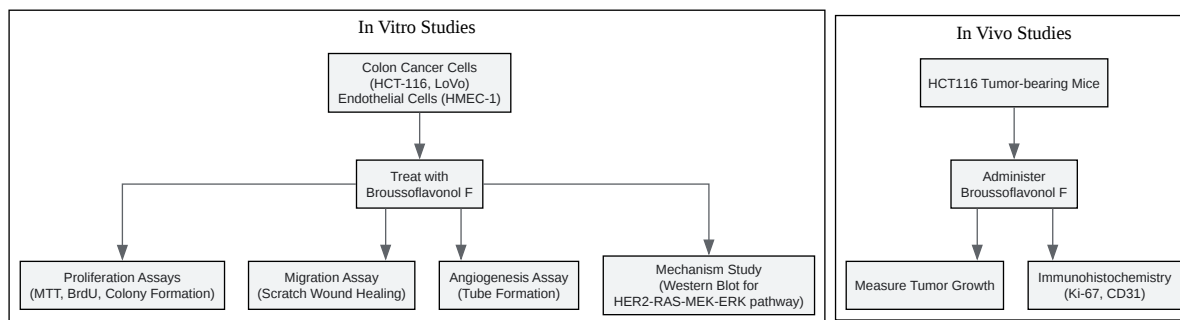 In Vitro Studies
Colon Cancer Cells
(HCT-116, LoVo)
Endothelial Cells (HMEC-1)
Treat with
Broussoflavonol F
Proliferation Assays
(MTT, BrdU, Colony Formation)
Migration Assay
(Scratch Wound Healing)
Angiogenesis Assay
(Tube Formation)
Mechanism Study
(Western Blot for
HER2-RAS-MEK-ERK pathway)
In Vivo Studies
HCT116 Tumor-bearing Mice
Administer
Broussoflavonol F
Measure Tumor Growth
Immunohistochemistry
(Ki-67, CD31)